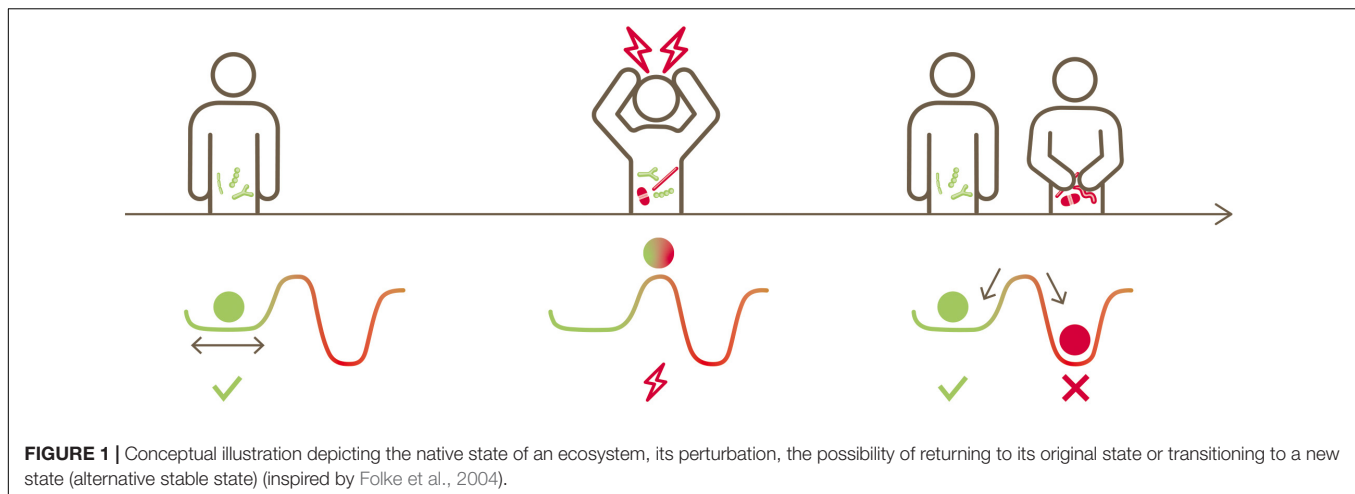 FIGURE 1 | Conceptual illustration depicting the native state of an ecosystem, its perturbation, the possibility of returning to its original state or transitioning to a new
state (alternative stable state) (inspired by Folke et al., 2004).